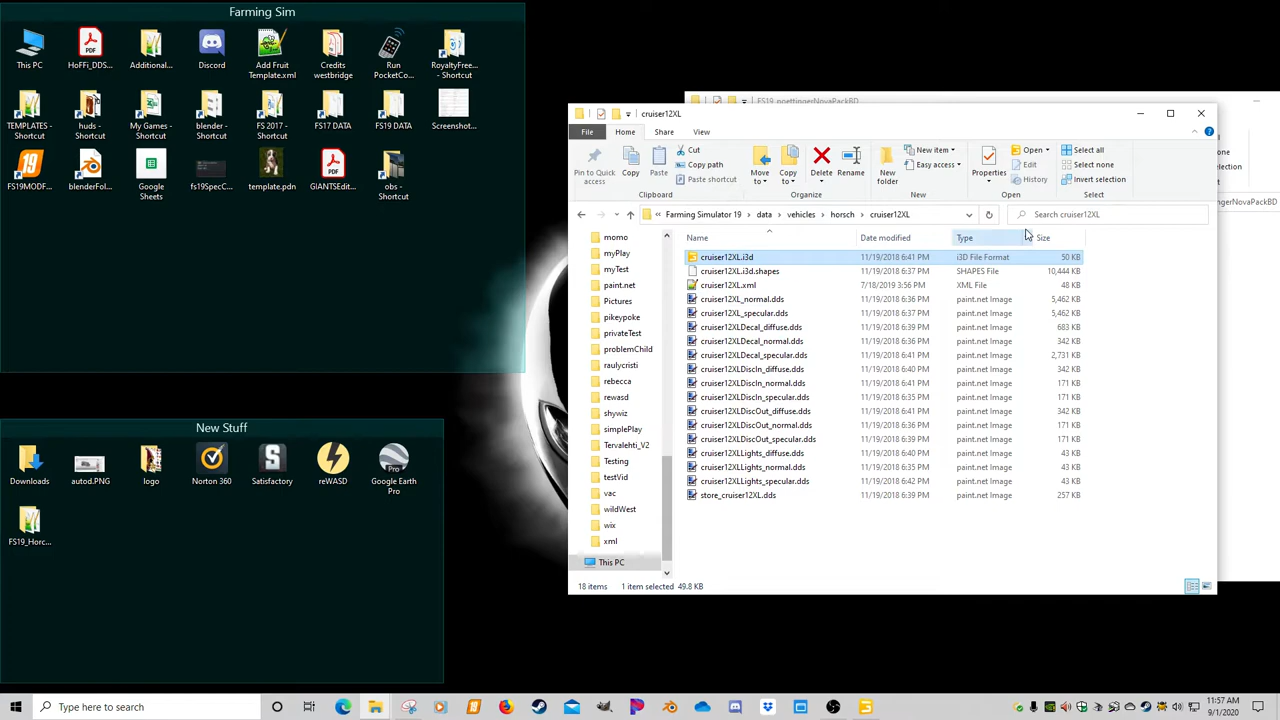 Farming Sim
This PC
HoFFi_DDS...
Additional...
Discord
Add Fruit Template.xml
Credits westbridge
Run PocketCo...
RoyaltyFree... - Shortcut
TEMPLATES - Shortcut
huds - Shortcut
My Games - Shortcut
blender - Shortcut
FS 2017 - Shortcut
FS17 DATA
FS19 DATA
Screenshot...
FS19MODF...
blenderFol...
Google Sheets
fs19SpecC...
template.pdn
GIANTSEdit...
obs - Shortcut
New Stuff
Downloads
autod.PNG
logo
Norton 360
Satisfactory
reWASD
Google Earth Pro
FS19_Horc...
FS19_poettingerNovaPackBD
cruiser12XL
File Home Share View
Pin to Quick access
Copy
Paste
Cut
Copy path
Paste shortcut
Clipboard
Move to
Copy to
Delete
Rename
Organize
New folder
New item
Easy access
New
Properties
Open
Edit
History
Open
Select all
Select none
Invert selection
Select
« Farming Simulator 19 > data > vehicles > horsch > cruiser12XL
Search cruiser12XL
ngerNovaPackBD
one
election
momo
myPlay
myTest
paint.net
Pictures
pikeypoke
privateTest
problemChild
raulycristi
rebecca
rewasd
shywiz
simplePlay
Tervalehti_V2
Testing
testVid
vac
wildWest
wix
xml
This PC
Name Date modified Type Size
cruiser12XL.i3d 11/19/2018 6:41 PM i3D File Format 50 KB
cruiser12XL.i3d.shapes 11/19/2018 6:37 PM SHAPES File 10,444 KB
cruiser12XL.xml 7/18/2019 3:56 PM XML File 48 KB
cruiser12XL_normal.dds 11/19/2018 6:36 PM paint.net Image 5,462 KB
cruiser12XL_specular.dds 11/19/2018 6:37 PM paint.net Image 5,462 KB
cruiser12XLDecal_diffuse.dds 11/19/2018 6:39 PM paint.net Image 683 KB
cruiser12XLDecal_normal.dds 11/19/2018 6:36 PM paint.net Image 342 KB
cruiser12XLDecal_specular.dds 11/19/2018 6:41 PM paint.net Image 2,731 KB
cruiser12XLDiscIn_diffuse.dds 11/19/2018 6:40 PM paint.net Image 342 KB
cruiser12XLDiscIn_normal.dds 11/19/2018 6:36 PM paint.net Image 171 KB
cruiser12XLDiscIn_specular.dds 11/19/2018 6:35 PM paint.net Image 171 KB
cruiser12XLDiscOut_diffuse.dds 11/19/2018 6:41 PM paint.net Image 342 KB
cruiser12XLDiscOut_normal.dds 11/19/2018 6:36 PM paint.net Image 171 KB
cruiser12XLDiscOut_specular.dds 11/19/2018 6:39 PM paint.net Image 171 KB
cruiser12XLLights_diffuse.dds 11/19/2018 6:40 PM paint.net Image 43 KB
cruiser12XLLights_normal.dds 11/19/2018 6:35 PM paint.net Image 43 KB
cruiser12XLLights_specular.dds 11/19/2018 6:42 PM paint.net Image 43 KB
store_cruiser12XL.dds 11/19/2018 6:39 PM paint.net Image 257 KB
18 items 1 item selected 49.8 KB
Type here to search
11:57 AM
9/1/2020